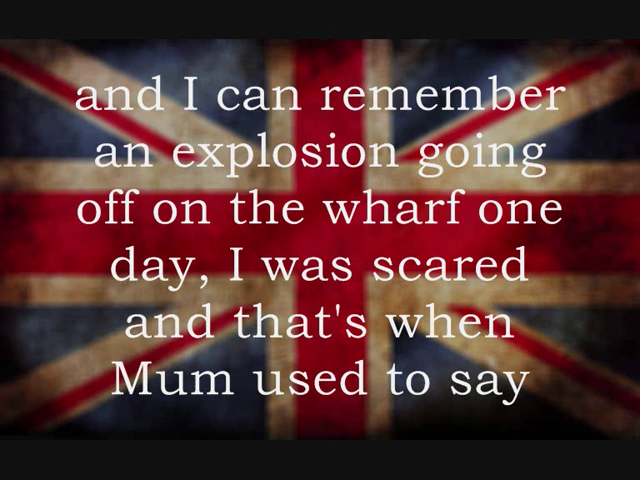 and I can remember
an explosion going
off on the wharf one
day, I was scared
and that's when
Mum used to say